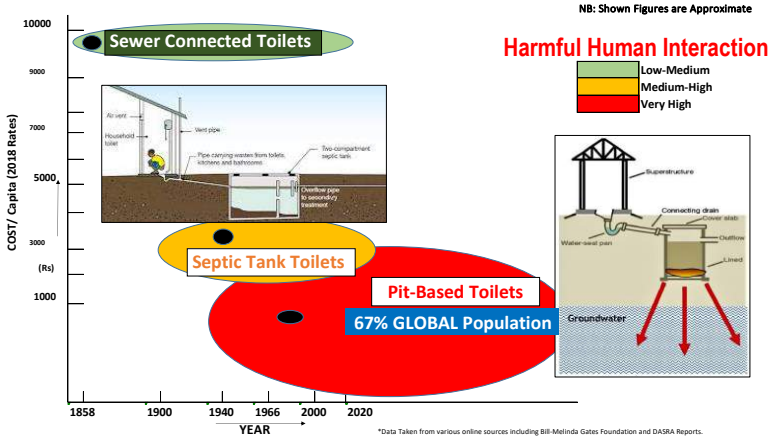 NB: Shown Figures are Approximate
Harmful Human Interaction
Low-Medium
Medium-High
Very High
COST/ Capita (2018 Rates)
(Rs)
10000
9000
7000
5000
3000
1000
Sewer Connected Toilets
Air vent
Household
toilet
Vent pipe
Pipe carrying wastes from toilets,
kitchens and bathrooms
Two-compartment
septic tank
Overflow pipe
to secondary
treatment
Septic Tank Toilets
Pit-Based Toilets
67% GLOBAL Population
Superstructure
Connecting drain
Cover slab
Water-seal pan
Outflow
Lined
Groundwater
1858
1900
1940
1966
2000
2020
YEAR
*Data Taken from various online sources including Bill-Melinda Gates Foundation and DASRA Reports.